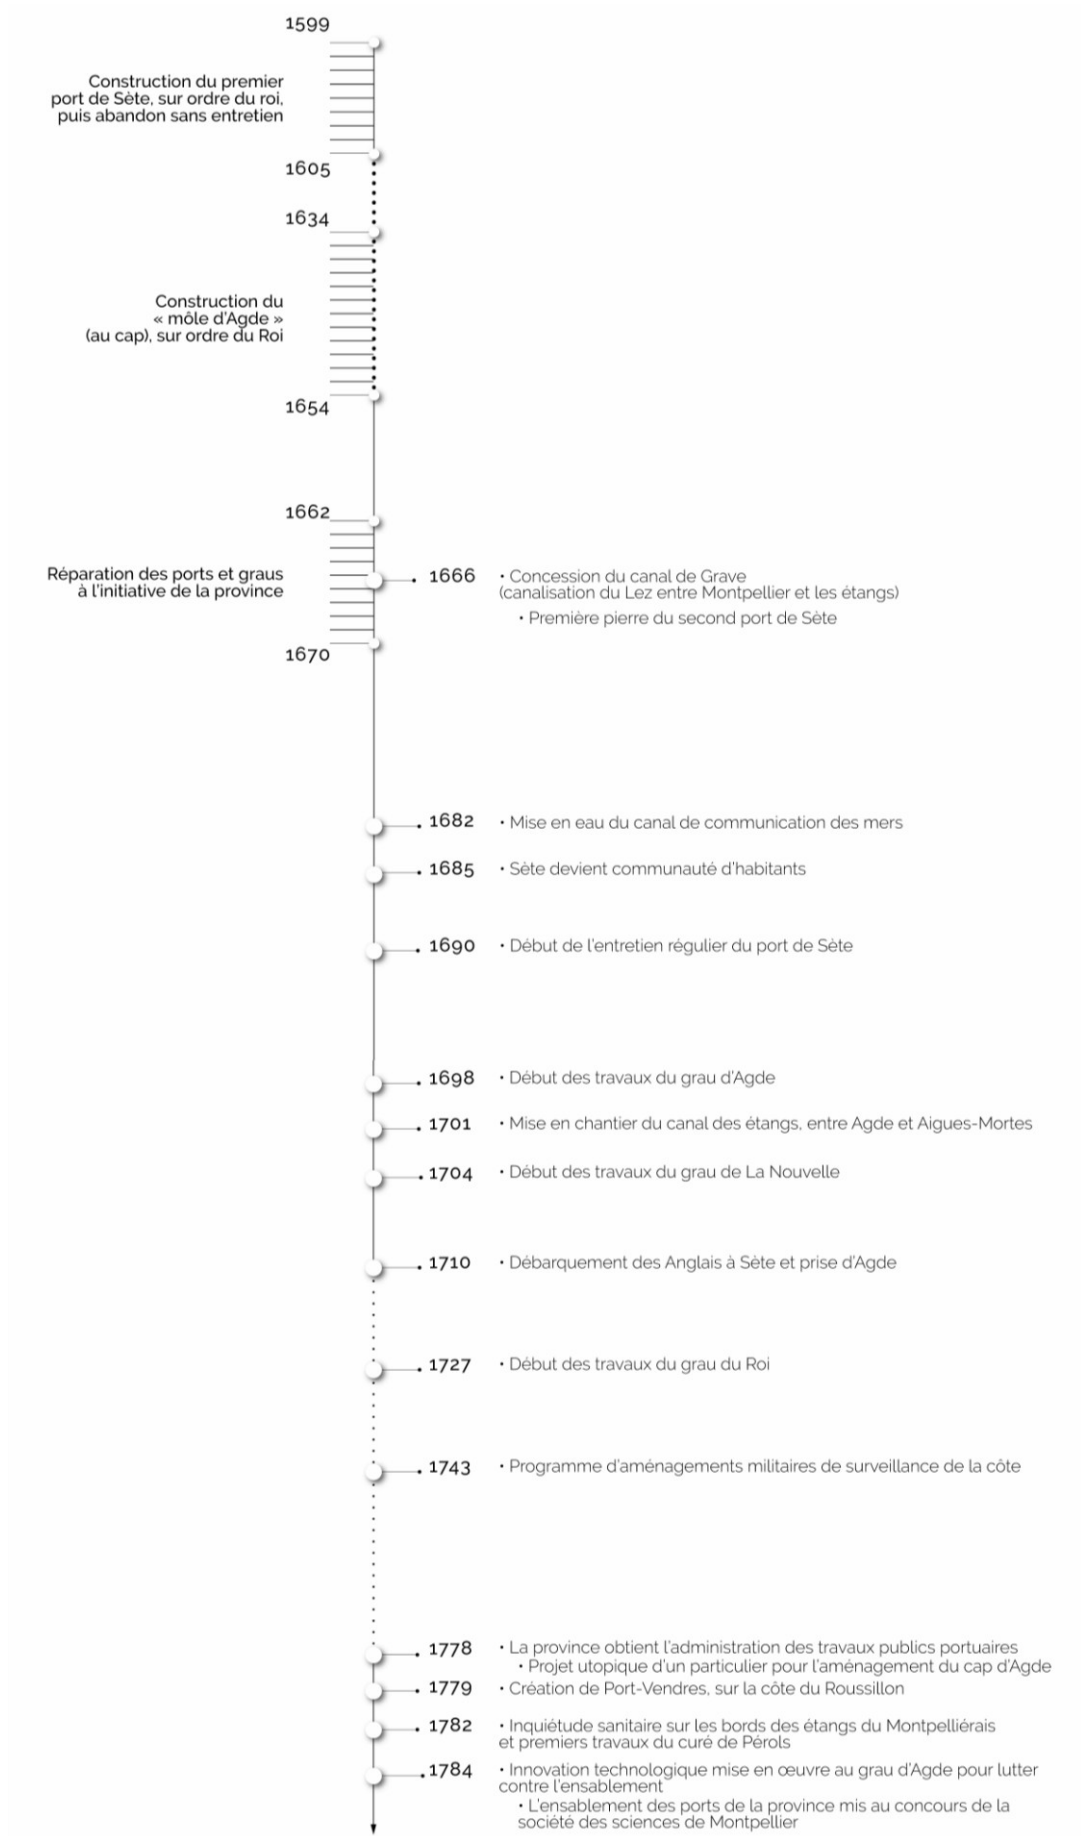 1599
Construction du premier
port de Sète, sur ordre du roi,
puis abandon sans entretien
1605
1634
Construction du
« môle d'Agde »
(au cap), sur ordre du Roi
1654
1662
Réparation des ports et graus
à l'initiative de la province
1666 • Concession du canal de Grave
(canalisation du Lez entre Montpellier et les étangs)
• Première pierre du second port de Sète
1670
1682 • Mise en eau du canal de communication des mers
1685 • Sète devient communauté d'habitants
1690 • Début de l'entretien régulier du port de Sète
1698 • Début des travaux du grau d'Agde
1701 • Mise en chantier du canal des étangs, entre Agde et Aigues-Mortes
1704 • Début des travaux du grau de La Nouvelle
1710 • Débarquement des Anglais à Sète et prise d'Agde
1727 • Début des travaux du grau du Roi
1743 • Programme d'aménagements militaires de surveillance de la côte
1778 • La province obtient l'administration des travaux publics portuaires
• Projet utopique d'un particulier pour l'aménagement du cap d'Agde
1779 • Création de Port-Vendres, sur la côte du Roussillon
1782 • Inquiétude sanitaire sur les bords des étangs du Montpelliérais
et premiers travaux du curé de Pérols
1784 • Innovation technologique mise en œuvre au grau d'Agde pour lutter
contre l'ensablement
• L'ensablement des ports de la province mis au concours de la
société des sciences de Montpellier